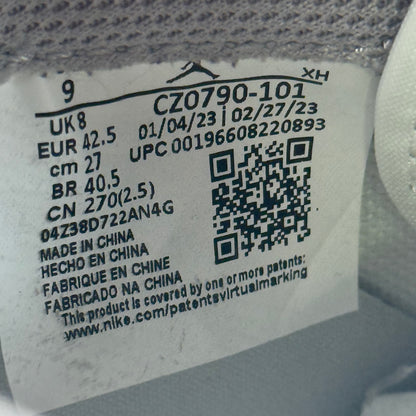 9 XH
UK8 CZ0790-101
EUR 42.5 01/04/23 | 02/27/23
cm 27 UPC 00196608220893
BR 40.5
CN 270(2.5)
04Z38D722AN4G
MADE IN CHINA
HECHO EN CHINA
FABRIQUE EN CHINE
FABRICADO NA CHINA
This product is covered by one or more patents:
www.nike.com/patentsvirtualmarking